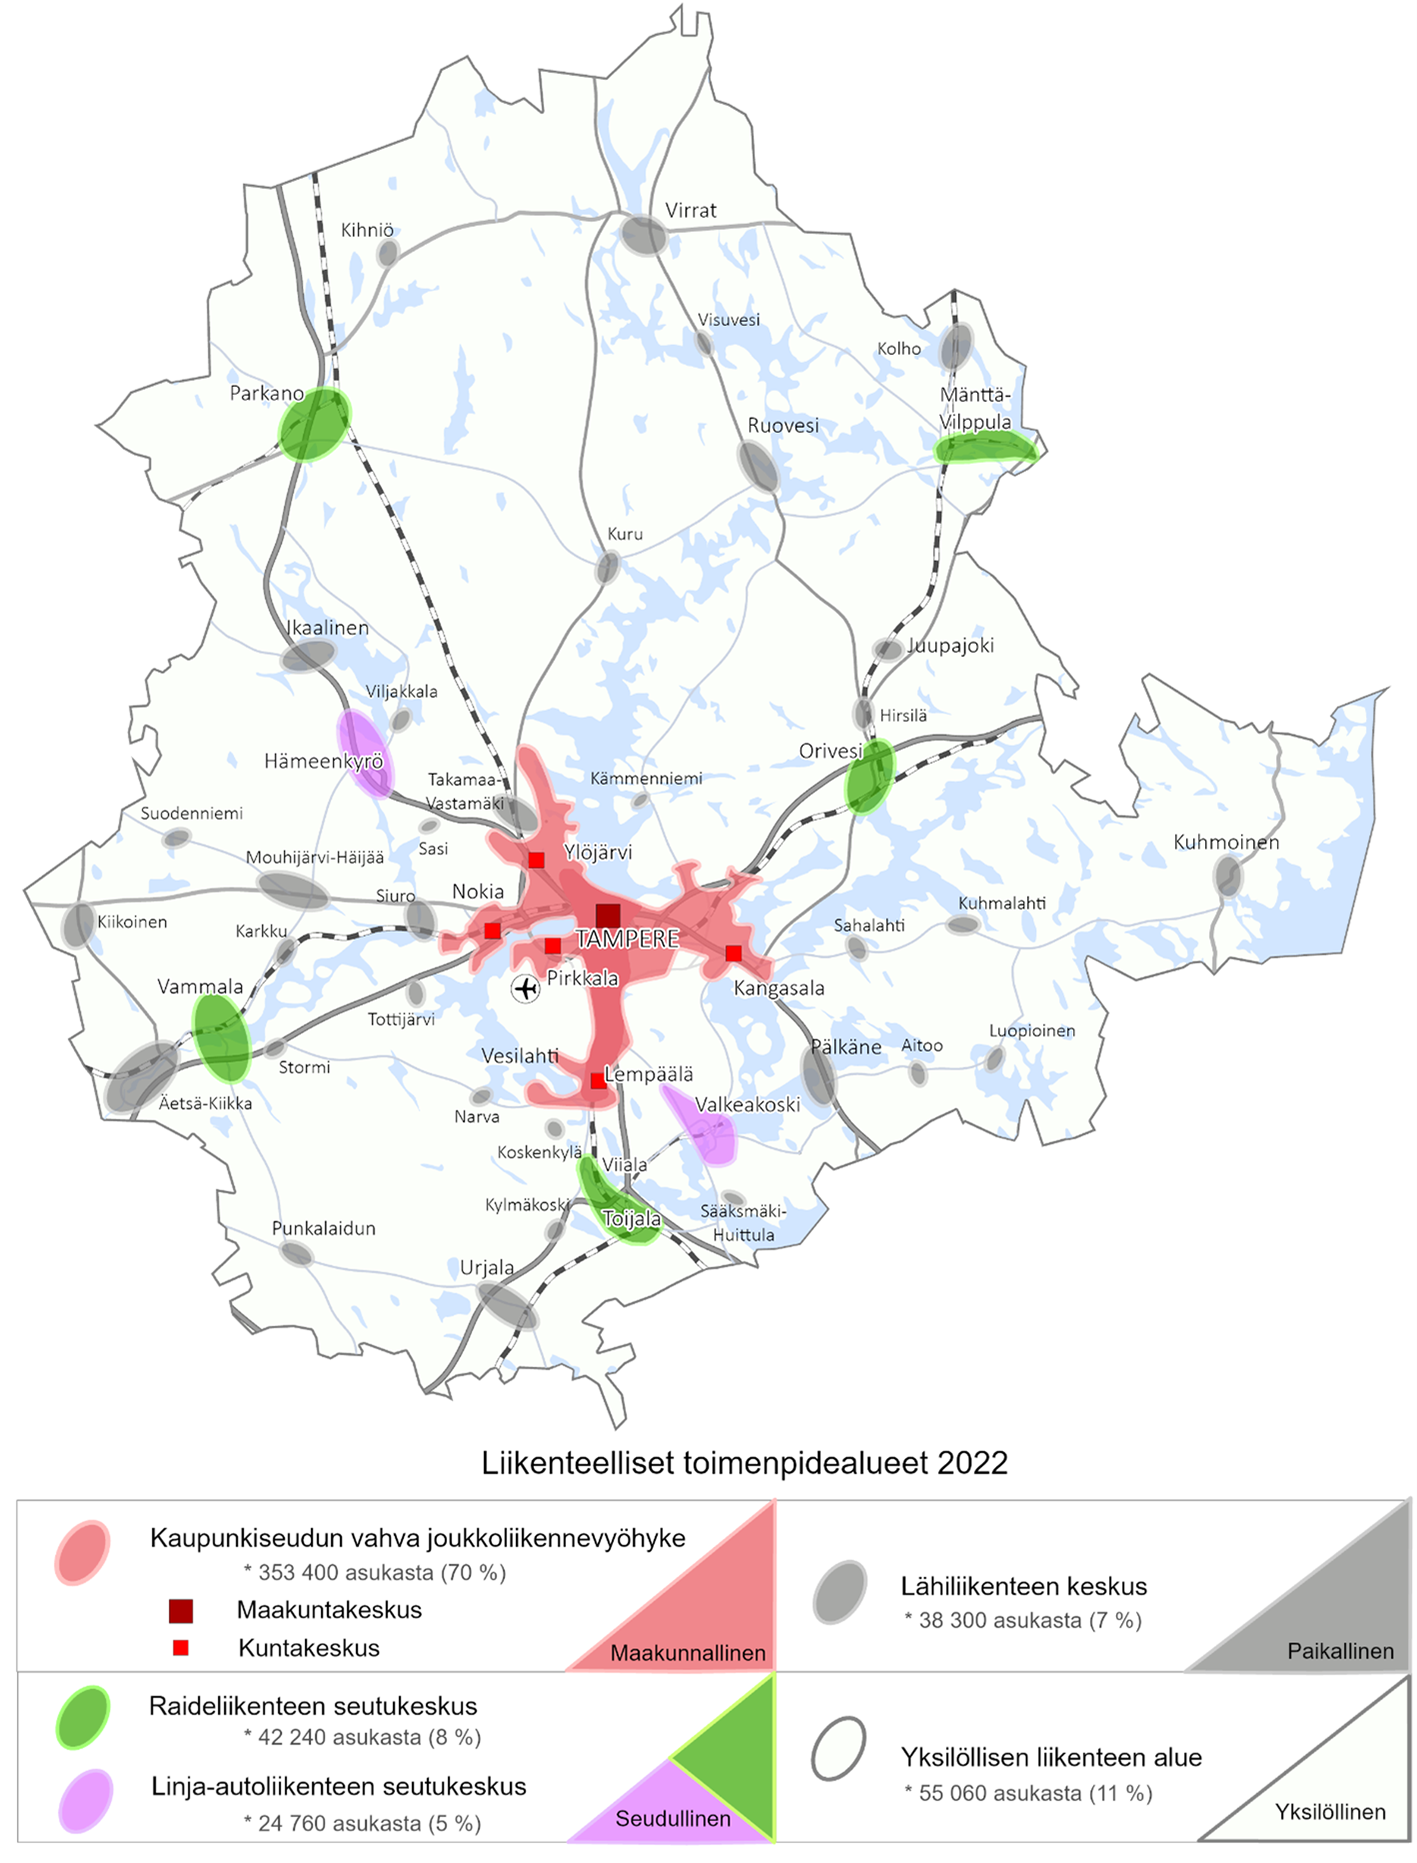 Virrat
Kihniö
Visuvesi
Kolho
Parkano
Mänttä-
Vilppula
Ruovesi
Kuru
Ikaalinen
Juupajoki
Viljakkala
Hirsilä
Orivesi
Hämeenkyrö
Takamaa-
Vastamäki
Kämmenniemi
Suodenniemi
Sasi
Ylöjärvi
Kuhmoinen
Mouhijärvi-Häijää
Nokia
Siuro
Kuhmalahti
Kiikoinen
Karkku
Sahalahti
TAMPERE
Pirkkala
Vammala
Kangasala
Tottijärvi
Luopioinen
Pälkäne
Aitoo
Vesilahti
Stormi
Lempäälä
Äetsä-Kiikka
Narva
Valkeakoski
Koskenkylä
Viiala
Kylmäkoski
Toijala
Sääksmäki-
Huittula
Punkalaidun
Urjala
Liikenteelliset toimenpidealueet 2022
Kaupunkiseudun vahva joukkoliikennevyöhyke
* 353 400 asukasta (70 %)
Maakuntakeskus
Kuntakeskus
Maakunnallinen
Lähiliikenteen keskus
* 38 300 asukasta (7 %)
Paikallinen
Raideliikenteen seutukeskus
* 42 240 asukasta (8 %)
Linja-autoliikenteen seutukeskus
* 24 760 asukasta (5 %)
Seudullinen
Yksilöllisen liikenteen alue
* 55 060 asukasta (11 %)
Yksilöllinen